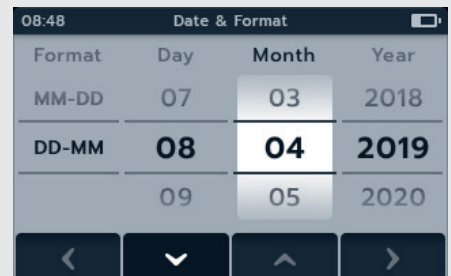 08:48 Date & Format
Format Day Month Year
MM-DD 07 03 2018
DD-MM 08 04 2019
09 05 2020